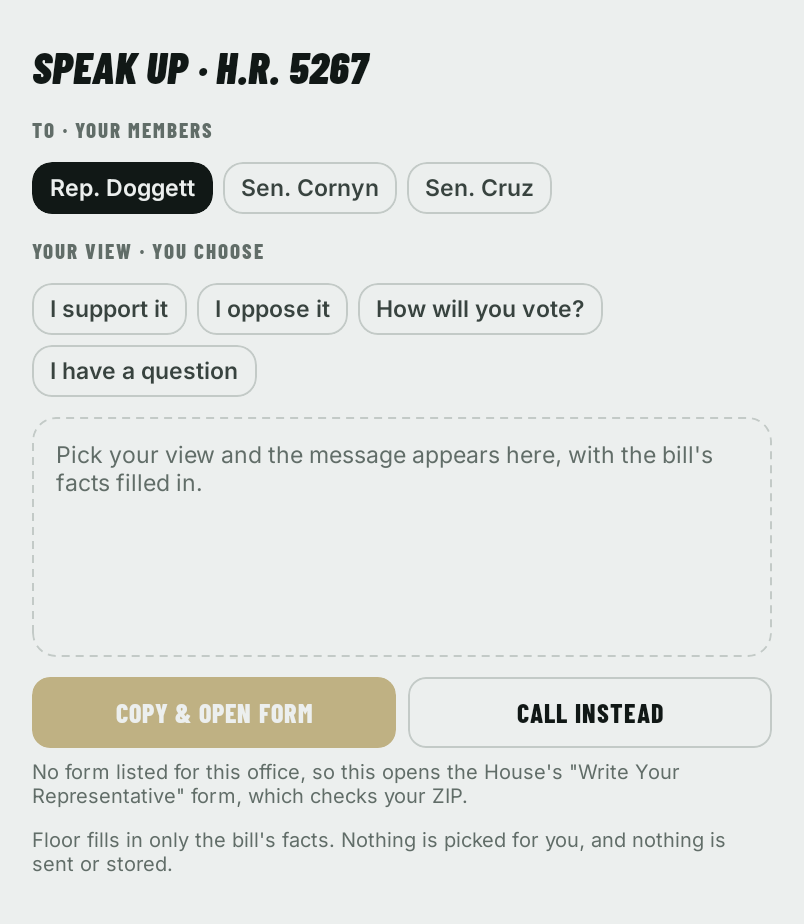 SPEAK UP · H.R. 5267
TO · YOUR MEMBERS
Rep. Doggett Sen. Cornyn Sen. Cruz
YOUR VIEW · YOU CHOOSE
I support it I oppose it How will you vote?
I have a question
Pick your view and the message appears here, with the bill's
facts filled in.
COPY & OPEN FORM CALL INSTEAD
No form listed for this office, so this opens the House's "Write Your
Representative" form, which checks your ZIP.
Floor fills in only the bill's facts. Nothing is picked for you, and nothing is
sent or stored.